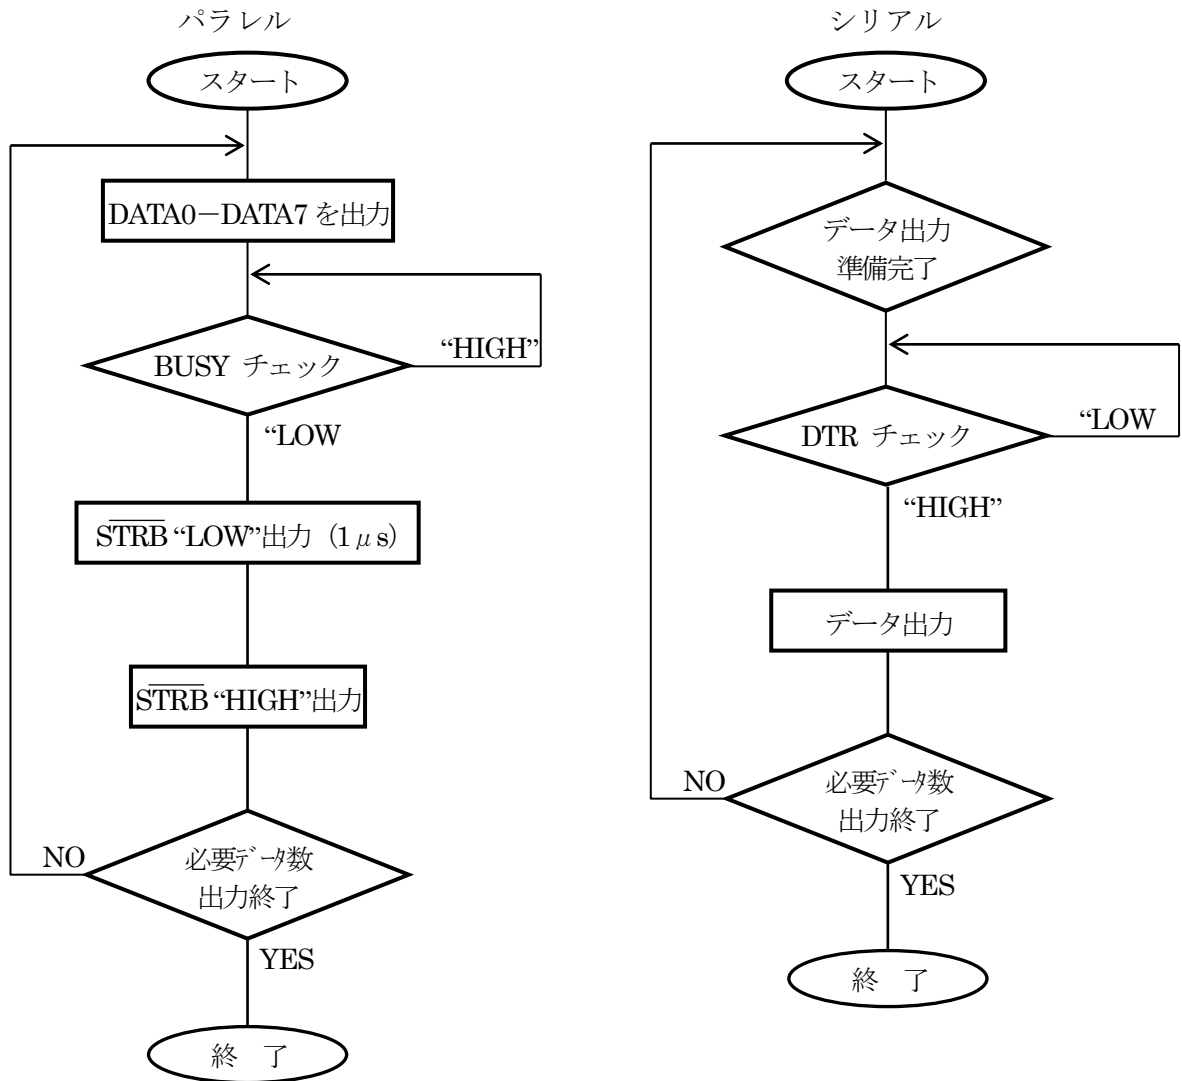 パラレル
スタート
DATA0－DATA7 を出力
BUSY チェック
“HIGH”
“LOW
S̅T̅R̅B̅ “LOW”出力（1μs）
S̅T̅R̅B̅ “HIGH”出力
必要データ数
出力終了
NO
YES
終　了
シリアル
スタート
データ出力
準備完了
DTR チェック
“LOW
“HIGH”
データ出力
必要データ数
出力終了
NO
YES
終　了